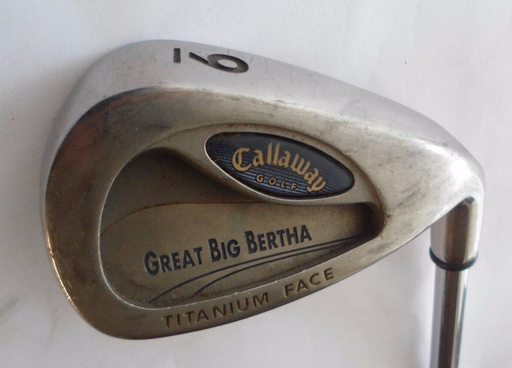 9
Callaway
GOLF
GREAT BIG BERTHA
TITANIUM FACE